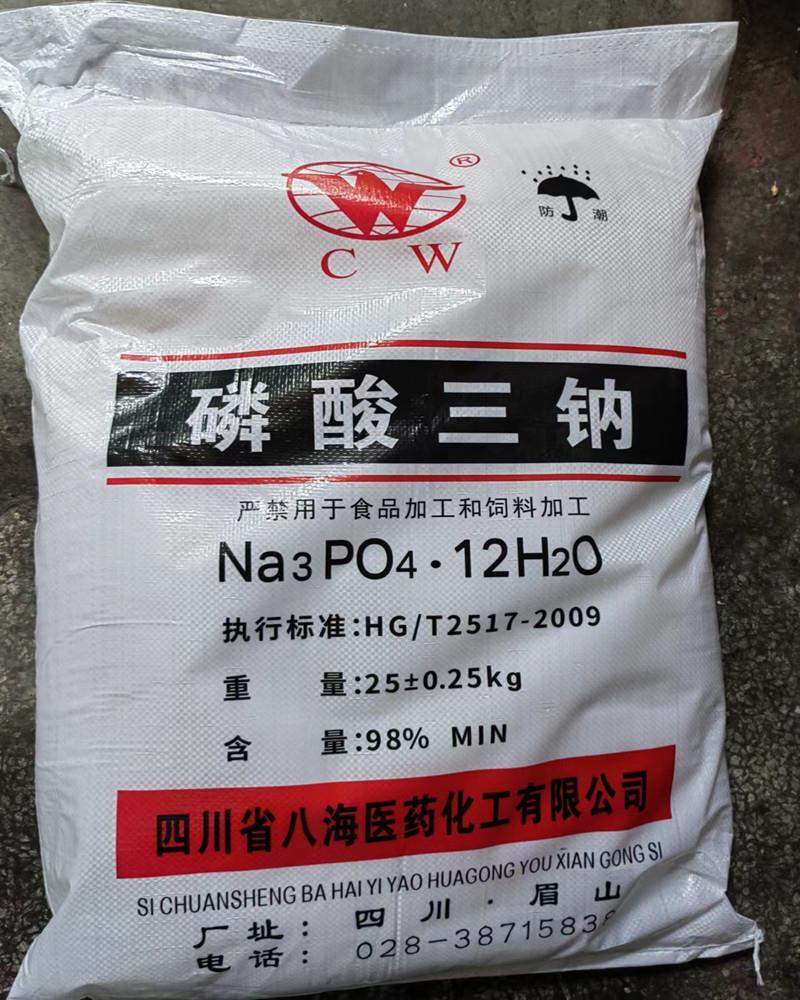 W ®
C W
防 潮
磷酸三钠
严禁用于食品加工和饲料加工
Na3PO4·12H2O
执行标准:HG/T2517-2009
重 量:25±0.25kg
含 量:98% MIN
四川省八海医药化工有限公司
SI CHUANSHENG BA HAI YI YAO HUAGONG YOU XIAN GONG SI
厂 址: 四 川 · 眉 山
电 话: 028-3871583